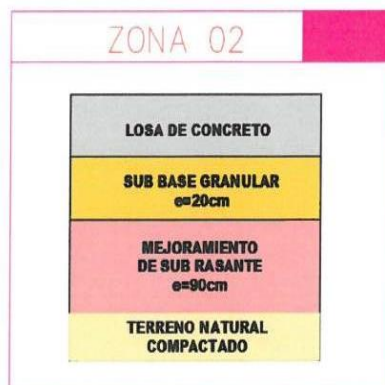 ZONA 02
LOSA DE CONCRETO
SUB BASE GRANULAR
e=20cm
MEJORAMIENTO
DE SUB RASANTE
e=90cm
TERRENO NATURAL
COMPACTADO